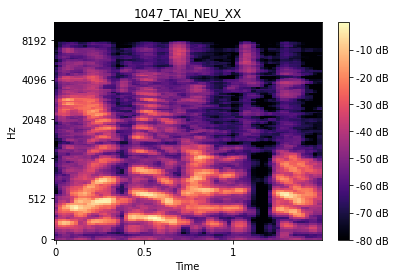 1047_TAI_NEU_XX
8192
4096
2048
1024
512
0
Hz
0
0.5
1
Time
-10 dB
-20 dB
-30 dB
-40 dB
-50 dB
-60 dB
-70 dB
-80 dB